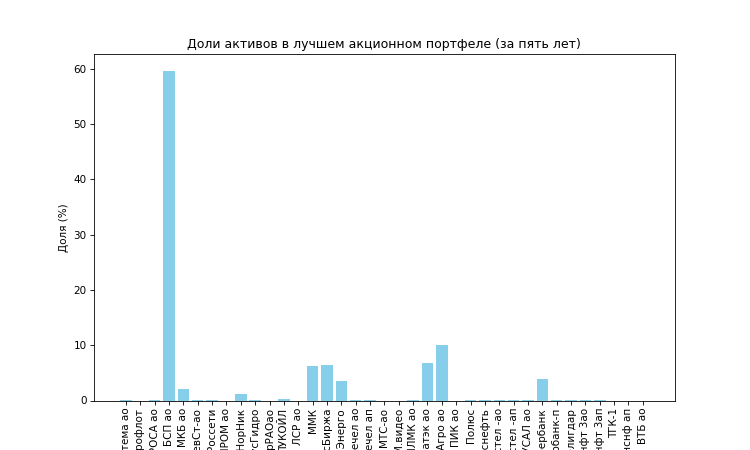 Доли активов в лучшем акционном портфеле (за пять лет)
Доля (%)
60
50
40
30
20
10
0
тема ао
рофлот
РОСА ао
БСП ао
МКБ ао
евСт-ао
Россети
ПРОМ ао
НорНик
сГидро
рРАОао
ЛУКОЙЛ
ЛСР ао
ММК
сБиржа
Энерго
ечел ао
ечел ап
МТС-ао
М.видео
ЛМК ао
атэк ао
Агро ао
ПИК ао
Полюс
снефть
стел -ао
стел -ап
УСАЛ ао
ербанк
рбанк-п
лигдар
нфт 3ао
нфт 3ап
ТГК-1
нснф ап
ВТБ ао